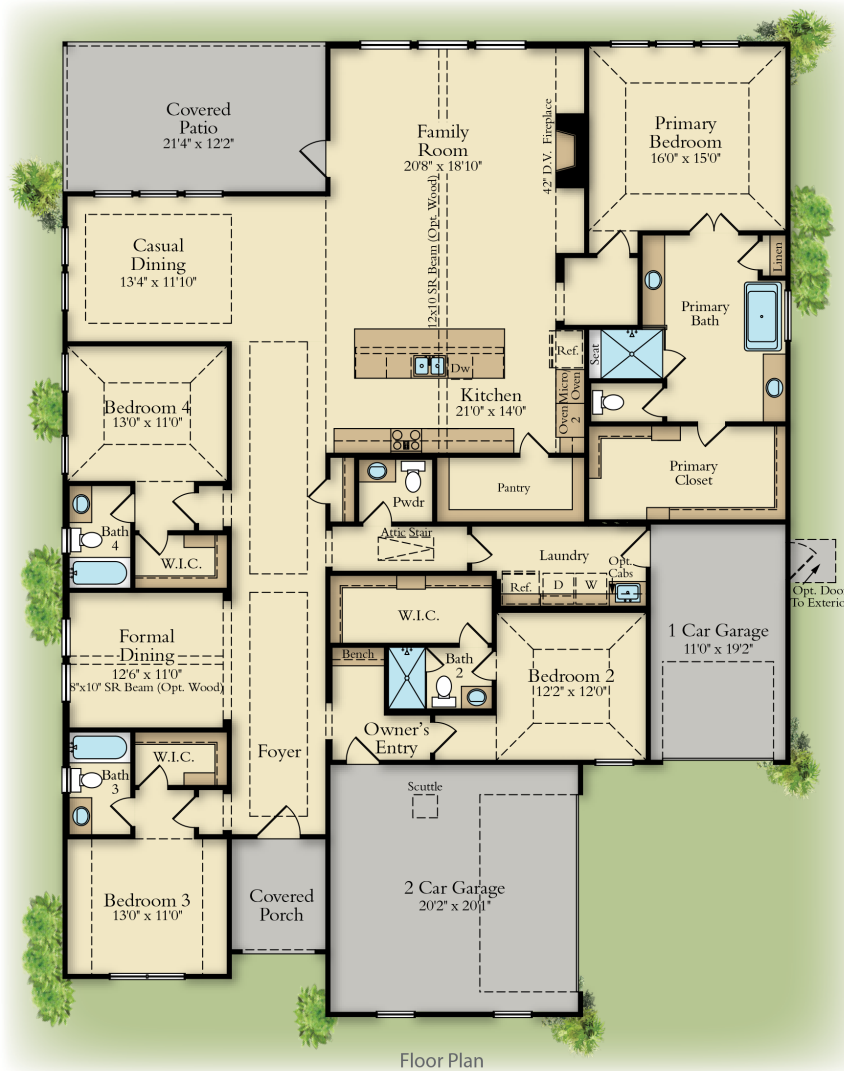 Covered
Patio
21'4" x 12'2"
Family
Room
20'8" x 18'10"
42" D.V. Fireplace
Primary
Bedroom
16'0" x 15'0"
12x10 SR Beam (Opt. Wood)
Casual
Dining
13'4" x 11'10"
Linen
Primary
Bath
Seat
Ref.
Dw
Micro
Oven
Oven
2
Kitchen
21'0" x 14'0"
Bedroom 4
13'0" x 11'0"
Primary
Closet
Pantry
Pwdr
Bath
4
W.I.C.
Attic Stair
Laundry
Opt.
Cabs
Ref.
D
W
Opt. Doo
To Exterio
W.I.C.
Formal
Dining
12'6" x 11'0"
8"x10" SR Beam (Opt. Wood)
1 Car Garage
11'0" x 19'2"
Bench
Bath
2
Bedroom 2
12'2" x 12'0"
Owner's
Entry
Foyer
W.I.C.
Bath
3
Scuttle
Bedroom 3
13'0" x 11'0"
Covered
Porch
2 Car Garage
20'2" x 20'1"
Floor Plan